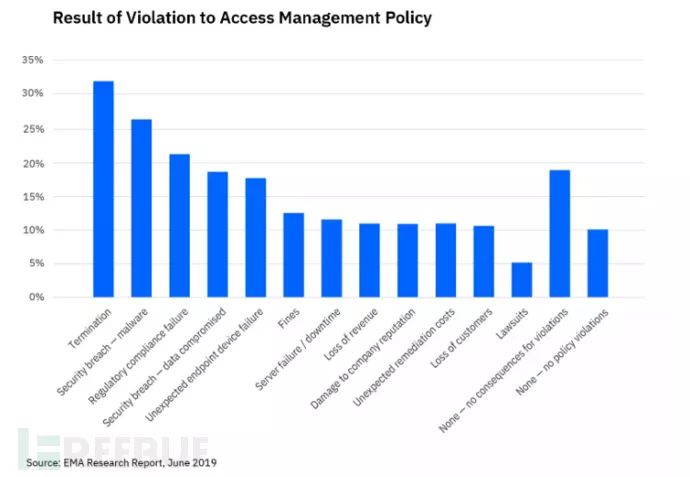 Result of Violation to Access Management Policy
35%
30%
25%
20%
15%
10%
5%
0%
Termination
Security breach – malware
Regulatory compliance failure
Security breach – data compromised
Unexpected endpoint device failure
Fines
Server failure / downtime
Loss of revenue
Damage to company reputation
Unexpected remediation costs
Loss of customers
Lawsuits
None – no consequences for violations
None – no policy violations
Source: EMA Research Report, June 2019